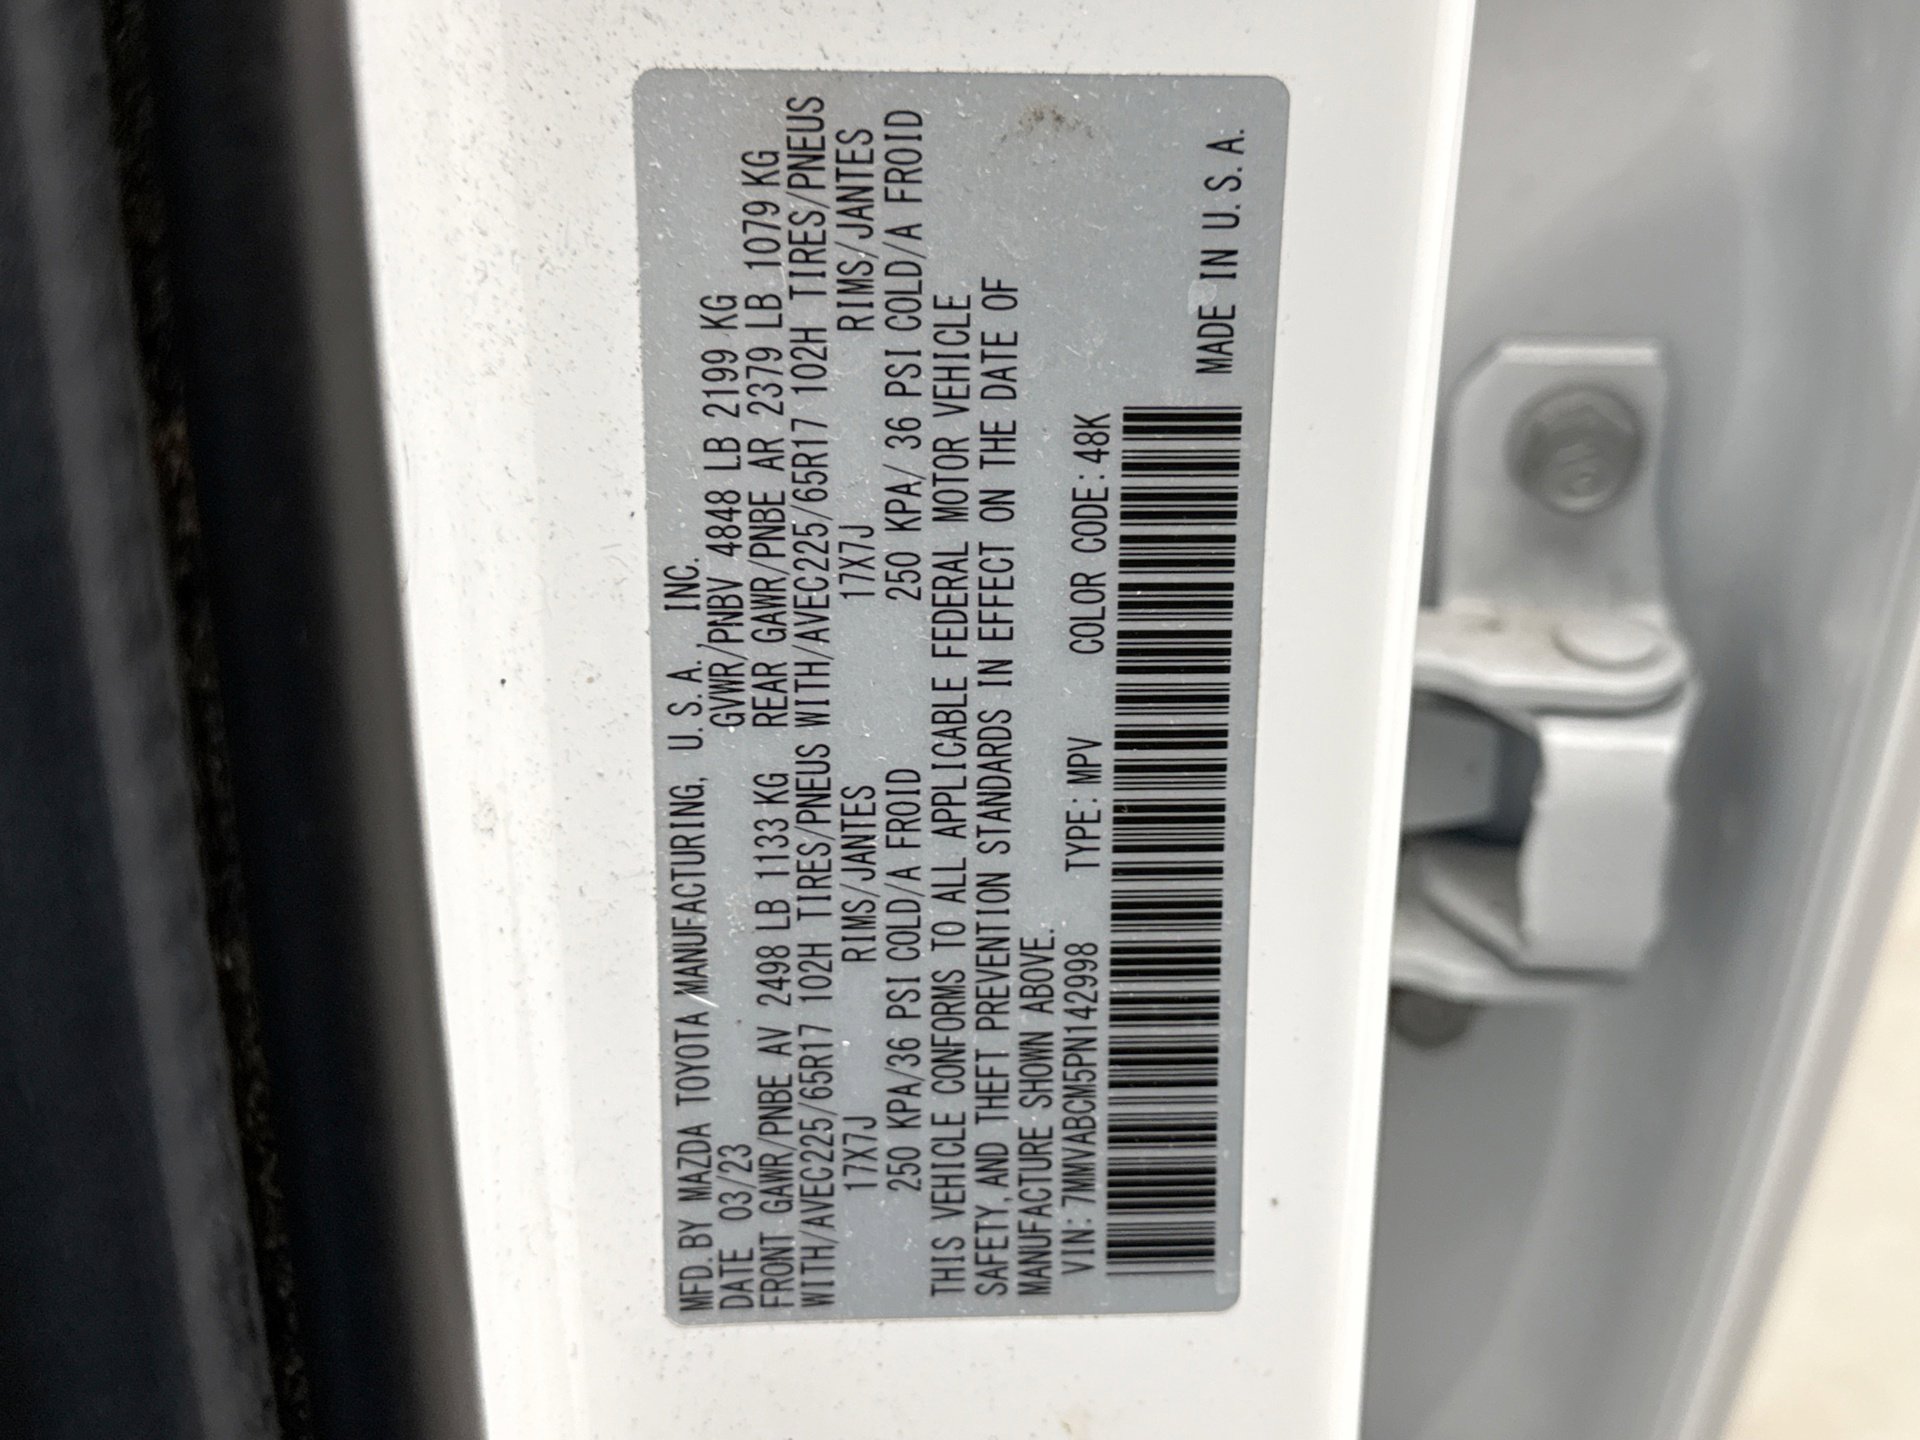 MFD. BY MAZDA TOYOTA MANUFACTURING, U.S.A., INC.
DATE 03/23 GVWR/PNBV 4848 LB 2199 KG
FRONT GAWR/PNBE AV 2498 LB 1133 KG REAR GAWR/PNBE AR 2379 LB 1079 KG
WITH/AVEC225/65R17 102H TIRES/PNEUS WITH/AVEC225/65R17 102H TIRES/PNEUS
17X7J RIMS/JANTES 17X7J RIMS/JANTES
250 KPA/36 PSI COLD/A FROID 250 KPA/ 36 PSI COLD/A FROID
THIS VEHICLE CONFORMS TO ALL APPLICABLE FEDERAL MOTOR VEHICLE
SAFETY, AND THEFT PREVENTION STANDARDS IN EFFECT ON THE DATE OF
MANUFACTURE SHOWN ABOVE.
VIN: 7MMVABCM5PN142998 TYPE: MPV COLOR CODE: 48K
MADE IN U.S.A.